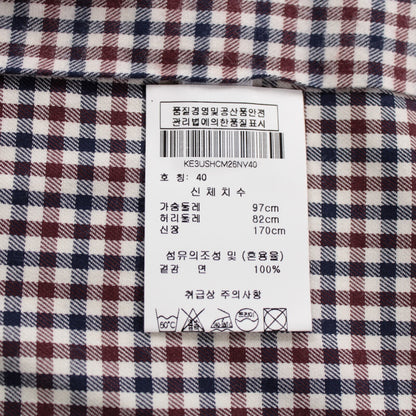 품질경영및공산품안전
관리법에의한품질표시
KE3USHCM26NV40
호 칭: 40
신 체 치 수
가슴둘레 97cm
허리둘레 82cm
신장 170cm
섬유의조성 및 (혼용율)
겉감 면 100%
취급상 주의사항